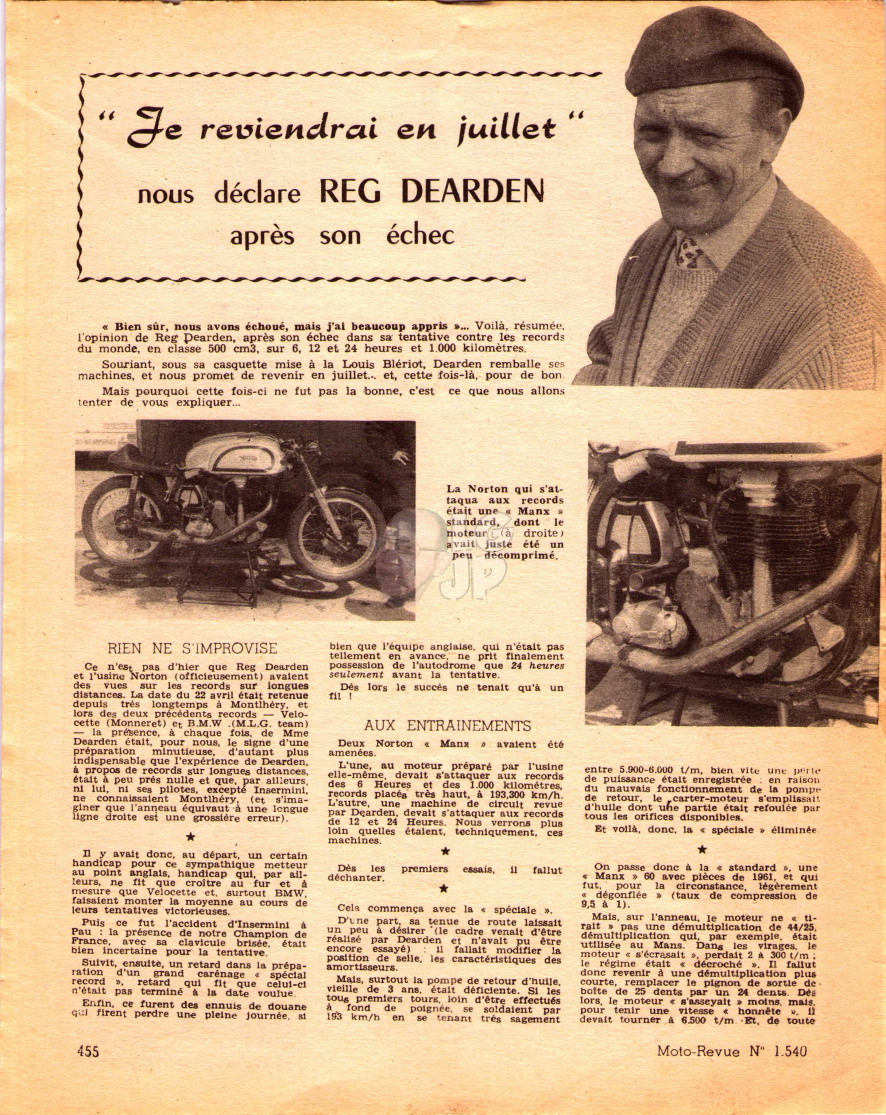 " Je reviendrai en juillet "
nous déclare REG DEARDEN
après son échec
« Bien sûr, nous avons échoué, mais j'ai beaucoup appris »... Voilà, résumée,
l'opinion de Reg Dearden, après son échec dans sa tentative contre les records
du monde, en classe 500 cm3, sur 6, 12 et 24 heures et 1.000 kilomètres.
Souriant, sous sa casquette mise à la Louis Blériot, Dearden remballe ses
machines, et nous promet de revenir en juillet... et, cette fois-là, pour de bon.
Mais pourquoi cette fois-ci ne fut pas la bonne, c'est ce que nous allons
tenter de vous expliquer...
La Norton qui s'at-
taqua aux records
était une « Manx »
standard, dont le
moteur (à droite)
avait juste été un
peu décomprimé.
JP
RIEN NE S'IMPROVISE
Ce n'est pas d'hier que Reg Dearden
et l'usine Norton (officieusement) avaient
des vues sur les records sur longues
distances. La date du 22 avril était retenue
depuis très longtemps à Montlhéry, et
lors des deux précédents records — Velo-
cette (Monneret) et B.M.W. (M.L.G. team)
— la présence, à chaque fois, de Mme
Dearden était, pour nous, le signe d'une
préparation minutieuse, d'autant plus
indispensable que l'expérience de Dearden,
à propos de records sur longues distances,
était à peu près nulle et que, par ailleurs,
ni lui, ni ses pilotes, excepté Insermini,
ne connaissaient Montlhéry, (et s'ima-
giner que l'anneau équivaut à une longue
ligne droite est une grossière erreur).
★
Il y avait donc, au départ, un certain
handicap pour ce sympathique metteur
au point anglais, handicap qui, par ail-
leurs, ne fit que croitre au fur et à
mesure que Velocette et, surtout BMW,
faisaient monter la moyenne au cours de
leurs tentatives victorieuses.
Puis ce fut l'accident d'Insermini à
Pau : la présence de notre Champion de
France, avec sa clavicule brisée, était
bien incertaine pour la tentative.
Suivit, ensuite, un retard dans la prépa-
ration d'un grand carénage « spécial
record », retard qui fit que celui-ci
n'était pas terminé à la date voulue.
Enfin, ce furent des ennuis de douane
qui firent perdre une pleine journée, si
bien que l'équipe anglaise, qui n'était pas
tellement en avance, ne prit finalement
possession de l'autodrome que 24 heures
seulement avant la tentative.
Dès lors le succès ne tenait qu'à un
fil !
AUX ENTRAINEMENTS
Deux Norton « Manx » avaient été
amenées.
L'une, au moteur préparé par l'usine
elle-même, devait s'attaquer aux records
des 6 Heures et des 1.000 kilomètres,
records placés très haut, à 193,300 km/h.
L'autre, une machine de circuit revue
par Dearden, devait s'attaquer aux records
de 12 et 24 Heures. Nous verrons plus
loin quelles étaient, techniquement, ces
machines.
★
Dès les premiers essais, il fallut
déchanter.
★
Cela commença avec la « spéciale ».
D'une part, sa tenue de route laissait
un peu à désirer (le cadre venait d'être
réalisé par Dearden et n'avait pu être
encore essayé) : il fallait modifier la
position de selle, les caractéristiques des
amortisseurs.
Mais, surtout la pompe de retour d'huile,
vieille de 3 ans, était déficiente. Si les
tous premiers tours, loin d'être effectués
à fond de poignée, se soldaient par
193 km/h en se tenant très sagement
entre 5.900-6.000 t/m, bien vite une perte
de puissance était enregistrée : en raison
du mauvais fonctionnement de la pompe
de retour, le carter-moteur s'emplissait
d'huile dont une partie était refoulée par
tous les orifices disponibles.
Et voilà, donc, la « spéciale » éliminée
★
On passe donc à la « standard », une
« Manx » 60 avec pièces de 1961, et qui
fut, pour la circonstance, légèrement
« dégonflée » (taux de compression de
9,5 à 1).
Mais, sur l'anneau, le moteur ne « ti-
rait » pas une démultiplication de 44/25,
démultiplication qui, par exemple, était
utilisée au Mans. Dans les virages, le
moteur « s'écrasait », perdait 2 à 300 t/m ;
le régime était « décroché ». Il fallut
donc revenir à une démultiplication plus
courte, remplacer le pignon de sortie de
boîte de 25 dents par un 24 dents. Dès
lors, le moteur « s'asseyait » moins, mais,
pour tenir une vitesse « honnête », il
devait tourner à 6.500 t/m. Et, de toute
455
Moto-Revue N° 1.540